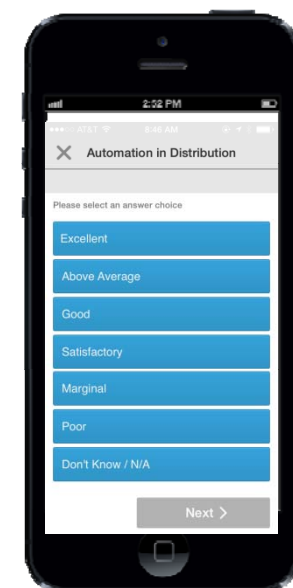 2:52 PM
AT&T 8:46 AM
Automation in Distribution
Please select an answer choice
Excellent
Above Average
Good
Satisfactory
Marginal
Poor
Don't Know / N/A
Next